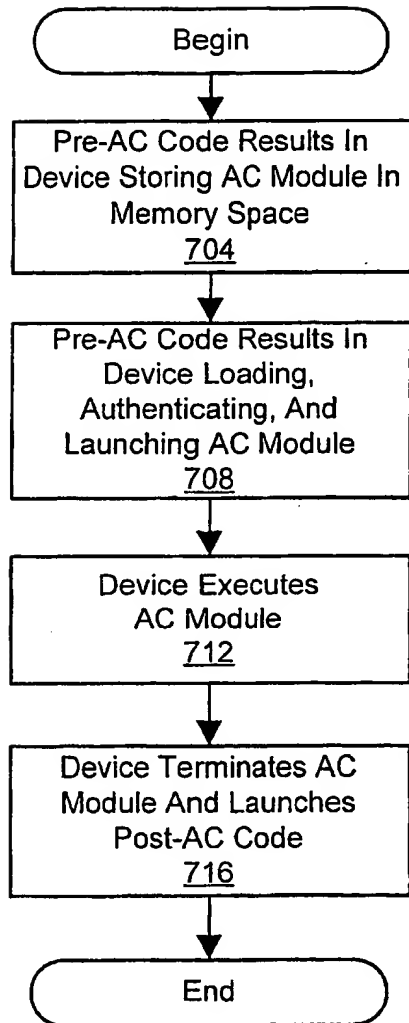 Begin
Pre-AC Code Results In
Device Storing AC Module In
Memory Space
704
Pre-AC Code Results In
Device Loading,
Authenticating, And
Launching AC Module
708
Device Executes
AC Module
712
Device Terminates AC
Module And Launches
Post-AC Code
716
End